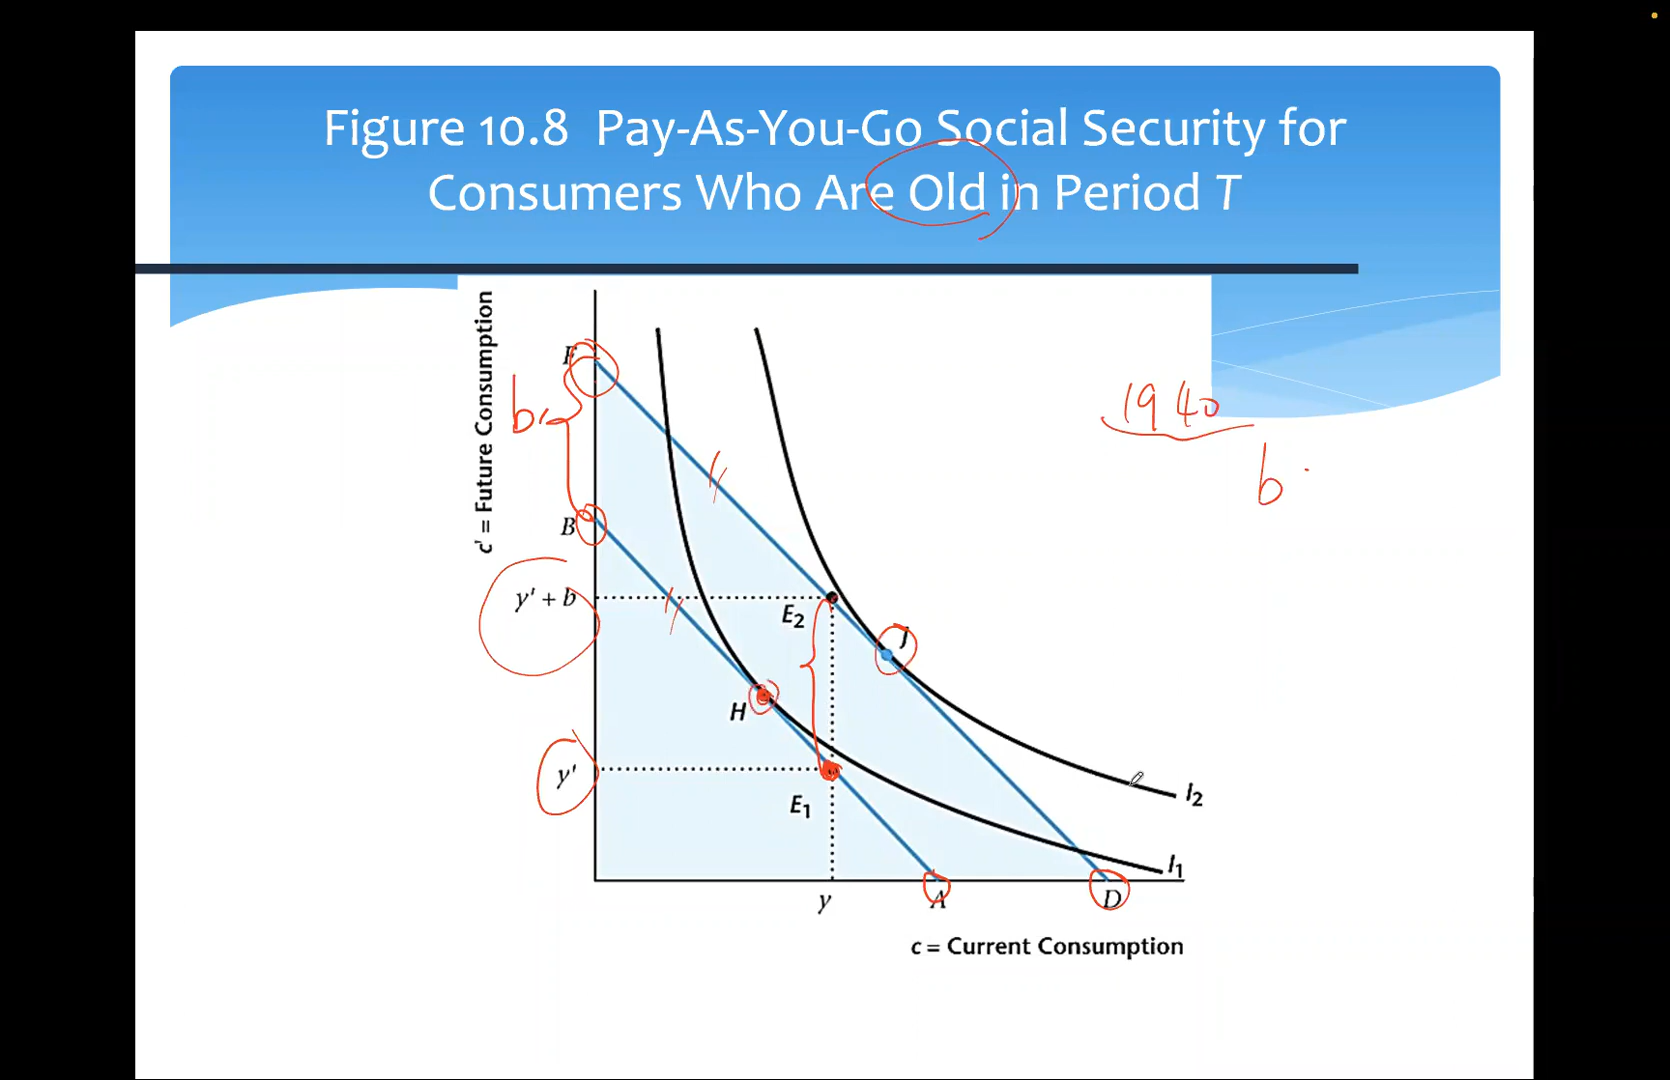 Figure 10.8 Pay-As-You-Go Social Security for
Consumers Who Are Old in Period T
c' = Future Consumption
F
b
1940
b
B
y' + b
E2
J
H
y'
E1
I2
I1
y
A
D
c = Current Consumption